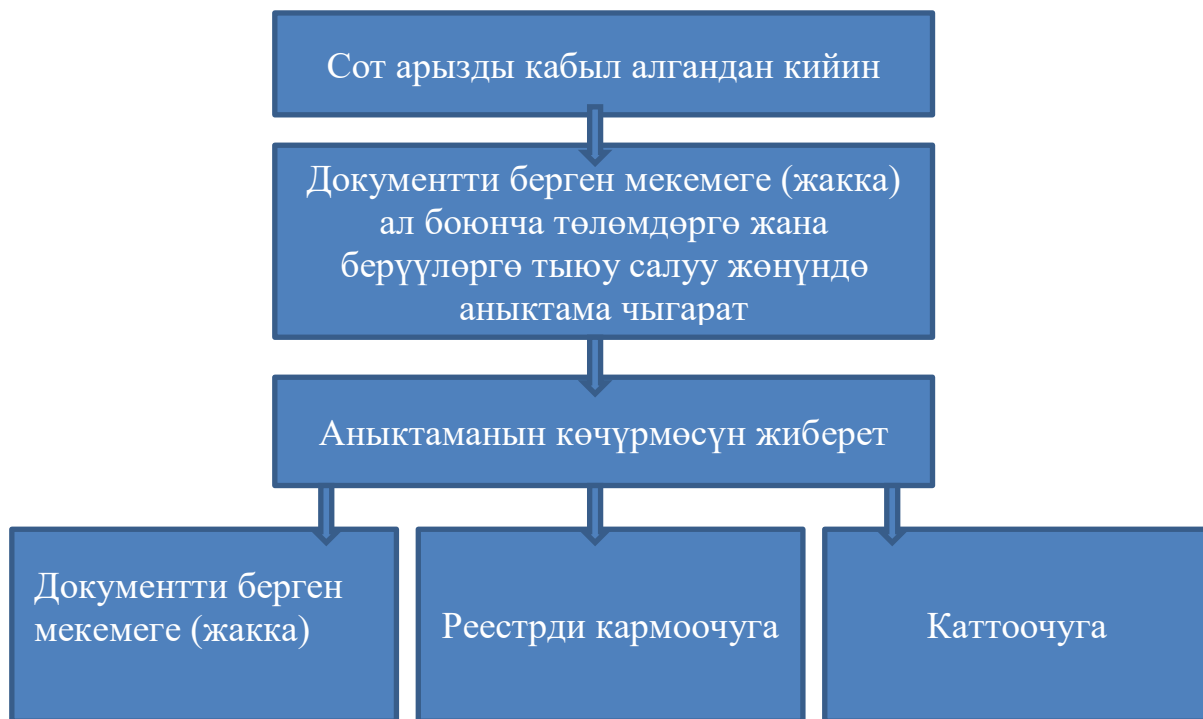 Сот арызды кабыл алгандан кийин
Документти берген мекемеге (жакка)
ал боюнча төлөмдөргө жана
берүүлөргө тыюу салуу жөнүндө
аныктама чыгарат
Аныктаманын көчүрмөсүн жиберет
Документти берген
мекемеге (жакка)
Реестрди кармоочуга
Каттоочуга